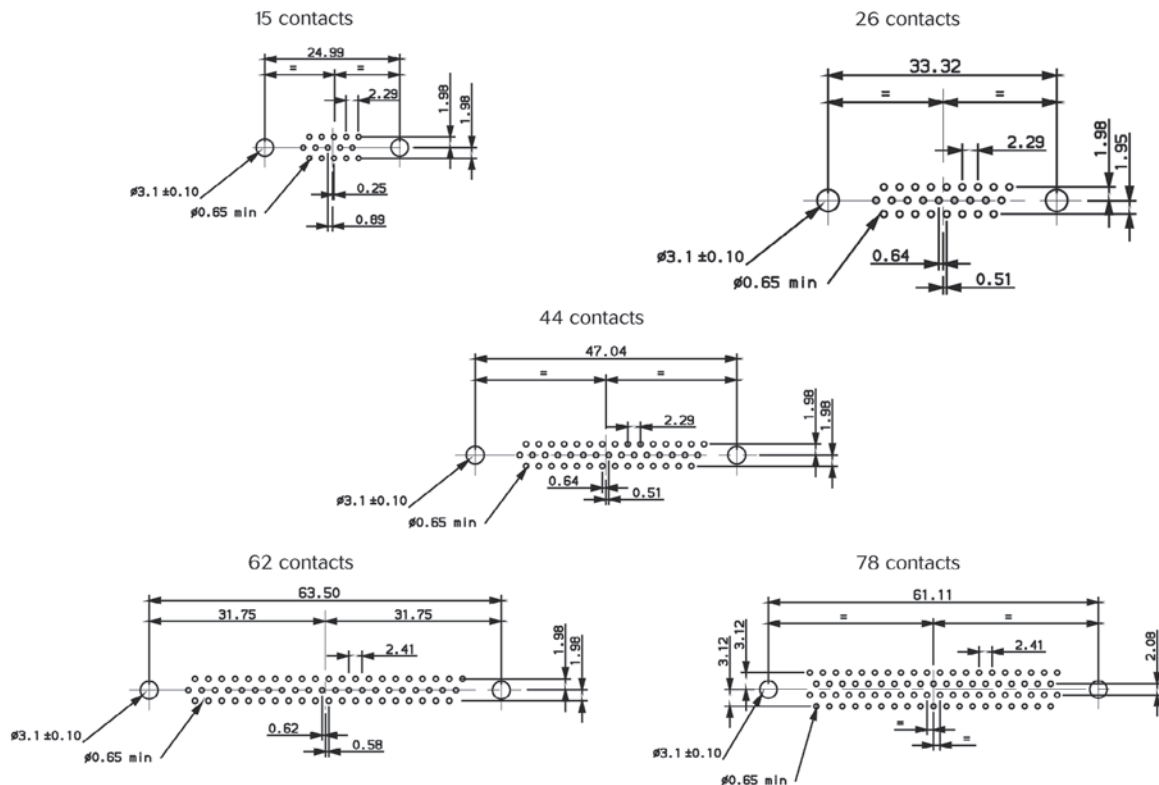 15 contacts
24.99
= =
2.29
1.98
1.98
ø3.1 ±0.10
ø0.65 min
0.25
0.89
26 contacts
33.32
= =
2.29
1.98
1.95
ø3.1 ±0.10
ø0.65 min
0.64
0.51
44 contacts
47.04
= =
2.29
1.98
1.98
ø3.1 ±0.10
ø0.65 min
0.64
0.51
62 contacts
63.50
31.75 31.75
2.41
1.98
1.98
ø3.1 ±0.10
ø0.65 min
0.62
0.58
78 contacts
61.11
= =
3.12
3.12
2.41
2.08
ø3.1 ±0.10
ø0.65 min
=
=